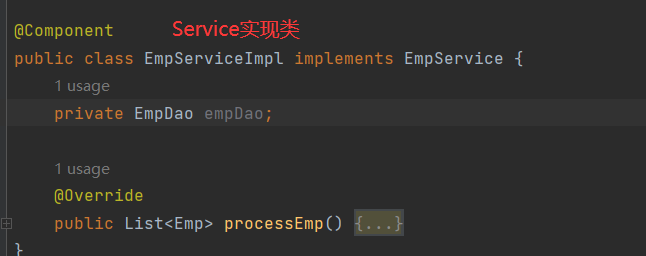 @Component Service实现类
public class EmpServiceImpl implements EmpService {
1 usage
private EmpDao empDao;
1 usage
@Override
public List<Emp> processEmp() {...}
}